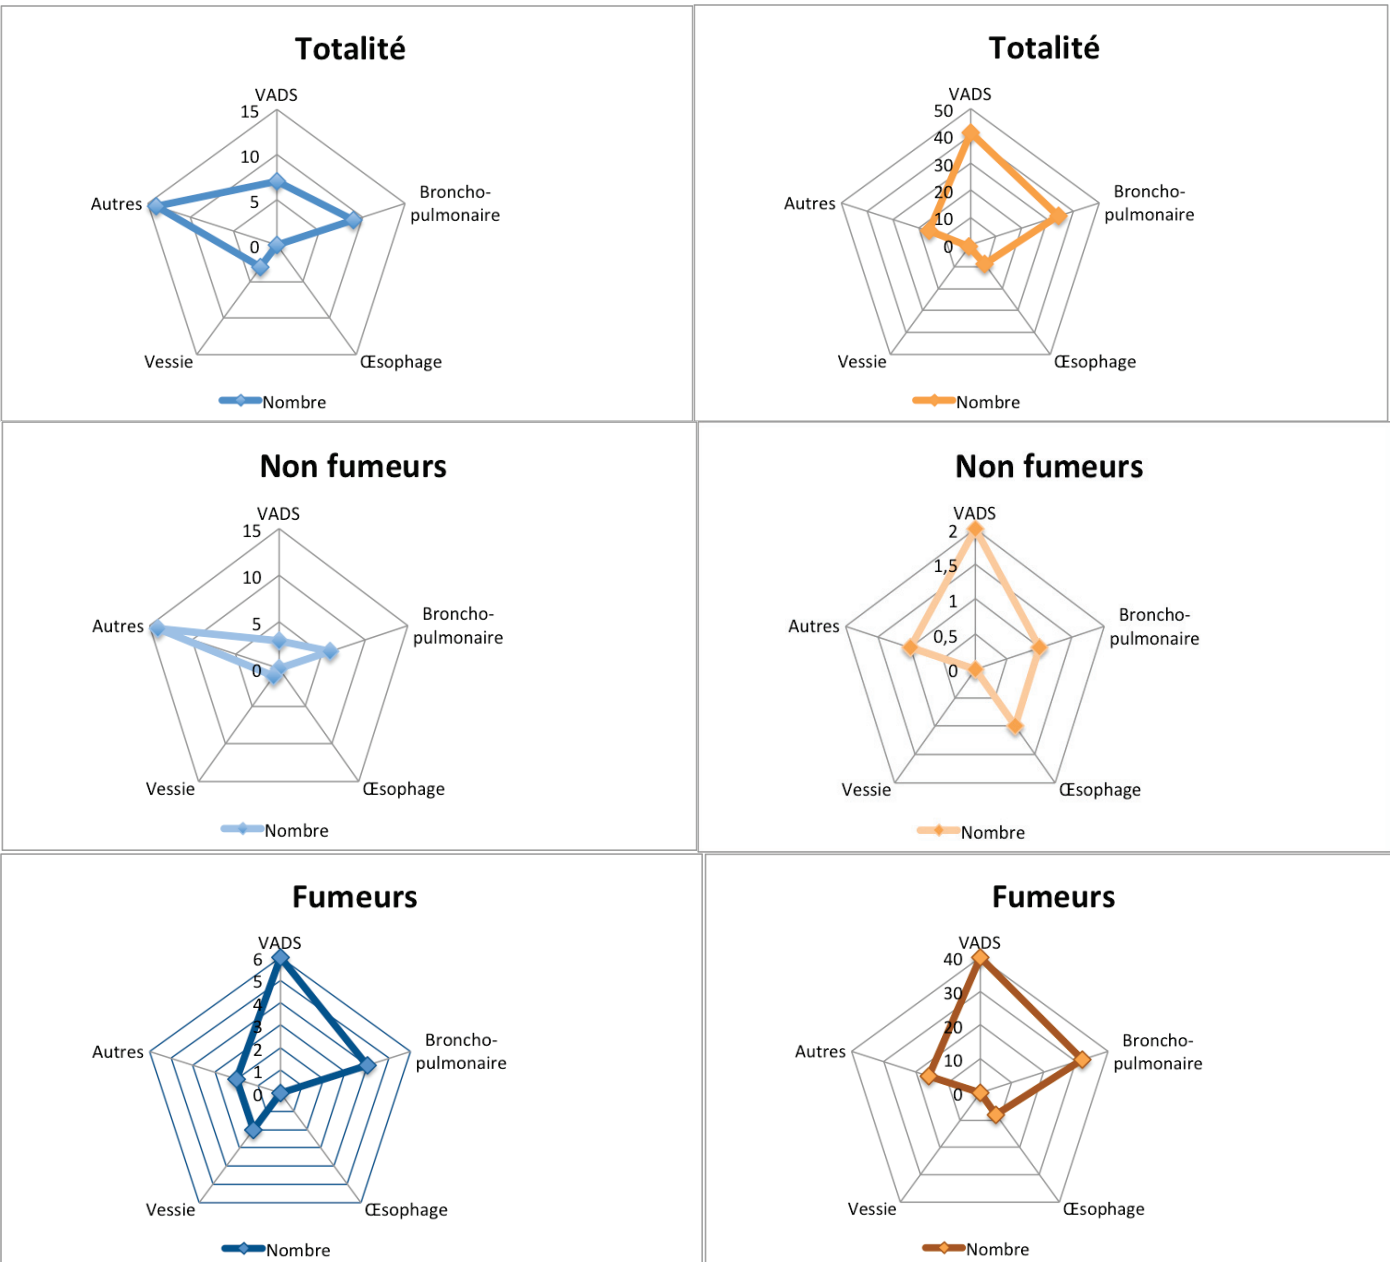 Totalité
VADS
15
10
5
0
Broncho-
pulmonaire
Autres
Vessie
Œsophage
Nombre
Totalité
VADS
50
40
30
20
10
0
Broncho-
pulmonaire
Autres
Vessie
Œsophage
Nombre
Non fumeurs
VADS
15
10
5
0
Broncho-
pulmonaire
Autres
Vessie
Œsophage
Nombre
Non fumeurs
VADS
2
1,5
1
0,5
0
Broncho-
pulmonaire
Autres
Vessie
Œsophage
Nombre
Fumeurs
VADS
6
5
4
3
2
1
0
Broncho-
pulmonaire
Autres
Vessie
Œsophage
Nombre
Fumeurs
VADS
40
30
20
10
0
Broncho-
pulmonaire
Autres
Vessie
Œsophage
Nombre